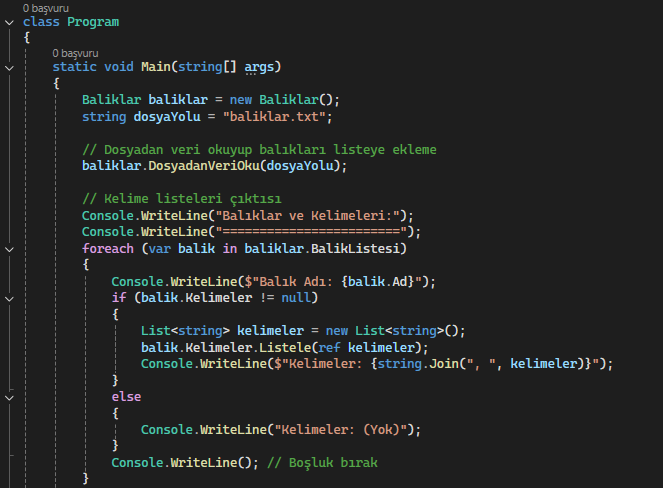 0 başvuru
class Program
{
0 başvuru
static void Main(string[] args)
{
Baliklar baliklar = new Baliklar();
string dosyaYolu = "baliklar.txt";
// Dosyadan veri okuyup balıkları listeye ekleme
baliklar.DosyadanVeriOku(dosyaYolu);
// Kelime listeleri çıktısı
Console.WriteLine("Balıklar ve Kelimeleri:");
Console.WriteLine("========================");
foreach (var balik in baliklar.BalikListesi)
{
Console.WriteLine($"Balık Adı: {balik.Ad}");
if (balik.Kelimeler != null)
{
List<string> kelimeler = new List<string>();
balik.Kelimeler.Listele(ref kelimeler);
Console.WriteLine($"Kelimeler: {string.Join(", ", kelimeler)}");
}
else
{
Console.WriteLine("Kelimeler: (Yok)");
}
Console.WriteLine(); // Boşluk bırak
}